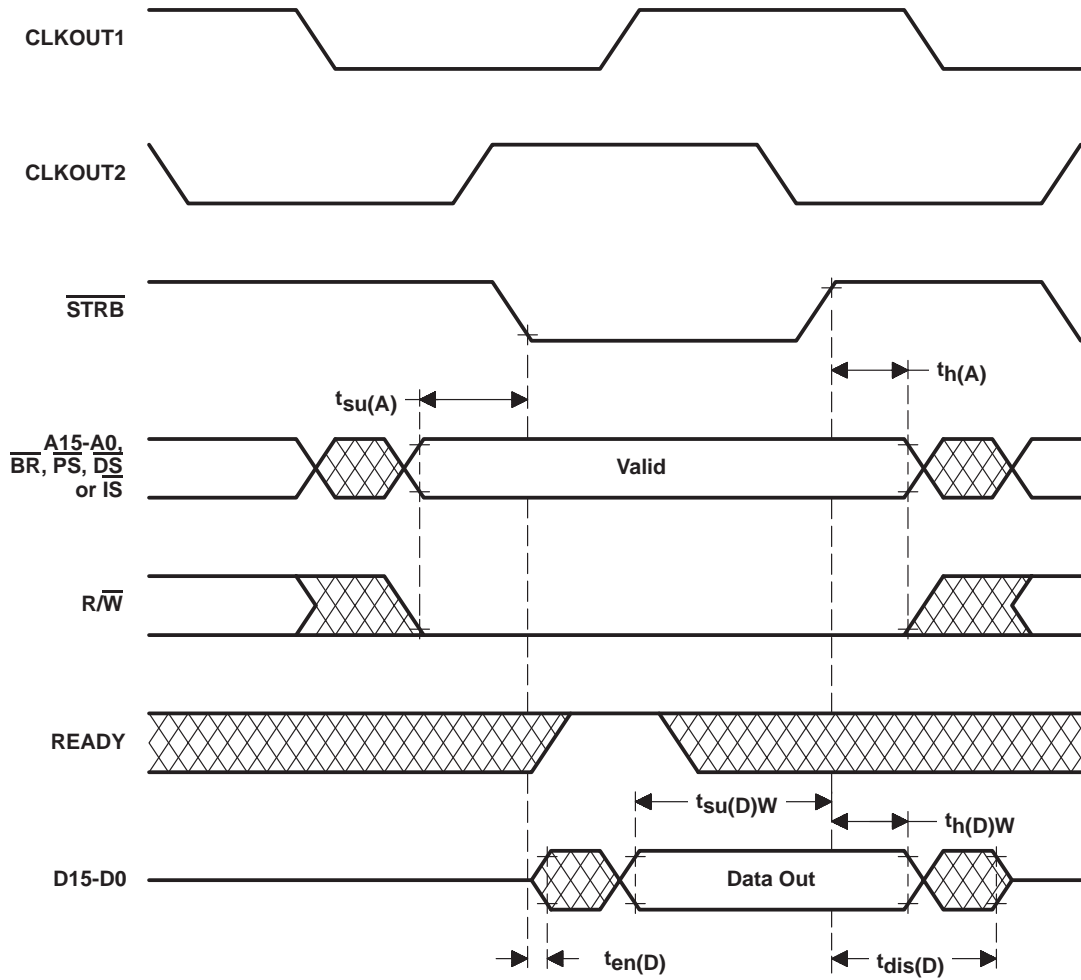 CLKOUT1
CLKOUT2
STRB
th(A)
tsu(A)
A15-A0,
BR, PS, DS
or IS
Valid
R/W
READY
tsu(D)W
th(D)W
D15-D0
Data Out
ten(D)
tdis(D)